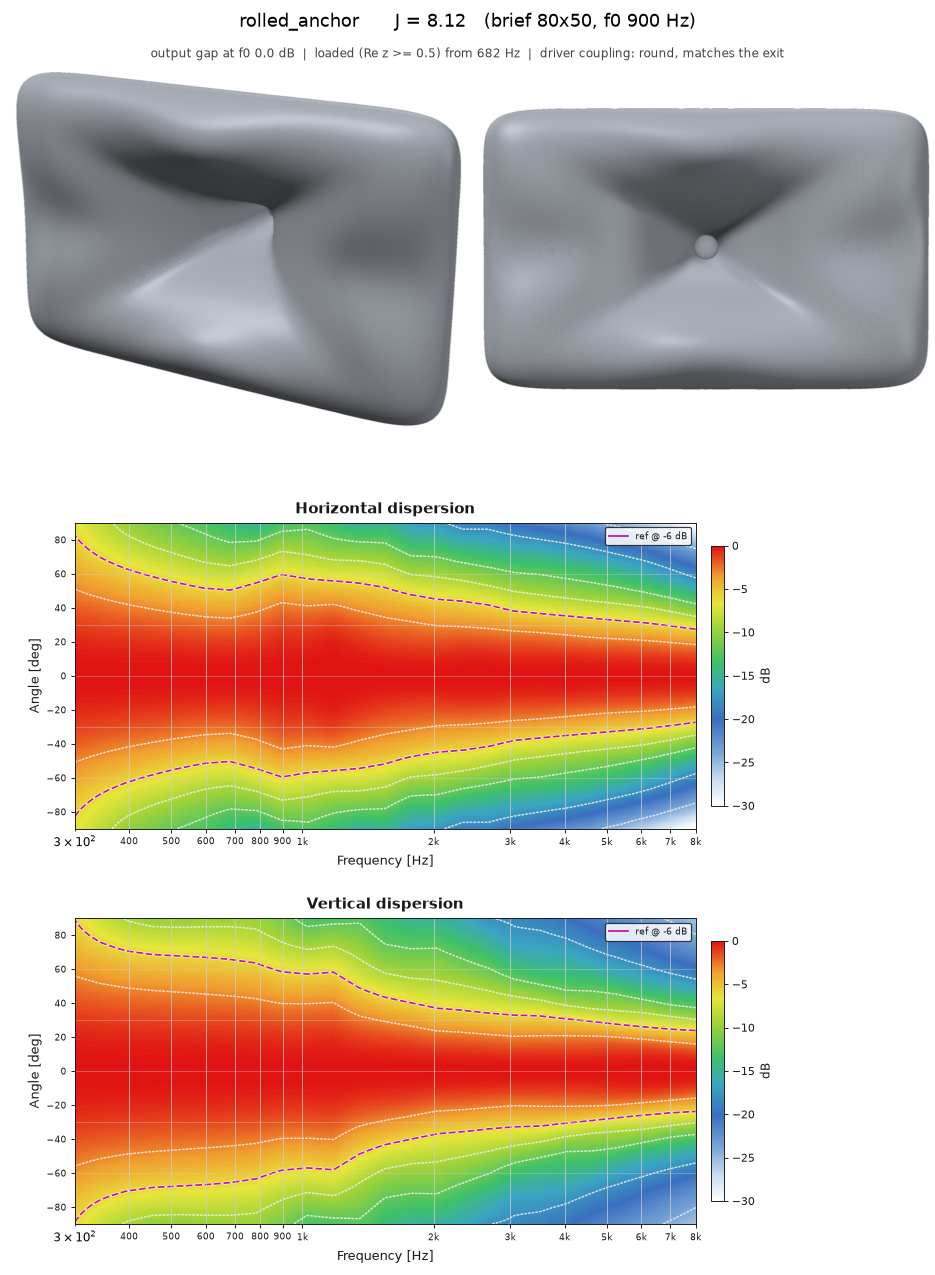 rolled_anchor J = 8.12 (brief 80x50, f0 900 Hz)
output gap at f0 0.0 dB | loaded (Re z >= 0.5) from 682 Hz | driver coupling: round, matches the exit
Horizontal dispersion
ref @ -6 dB
80
60
40
20
0
−20
−40
−60
−80
Angle [deg]
3 × 10²
400
500
600
700
800
900
1k
2k
3k
4k
5k
6k
7k
8k
Frequency [Hz]
0
−5
−10
−15
−20
−25
−30
dB
Vertical dispersion
ref @ -6 dB
80
60
40
20
0
−20
−40
−60
−80
Angle [deg]
3 × 10²
400
500
600
700
800
900
1k
2k
3k
4k
5k
6k
7k
8k
Frequency [Hz]
0
−5
−10
−15
−20
−25
−30
dB